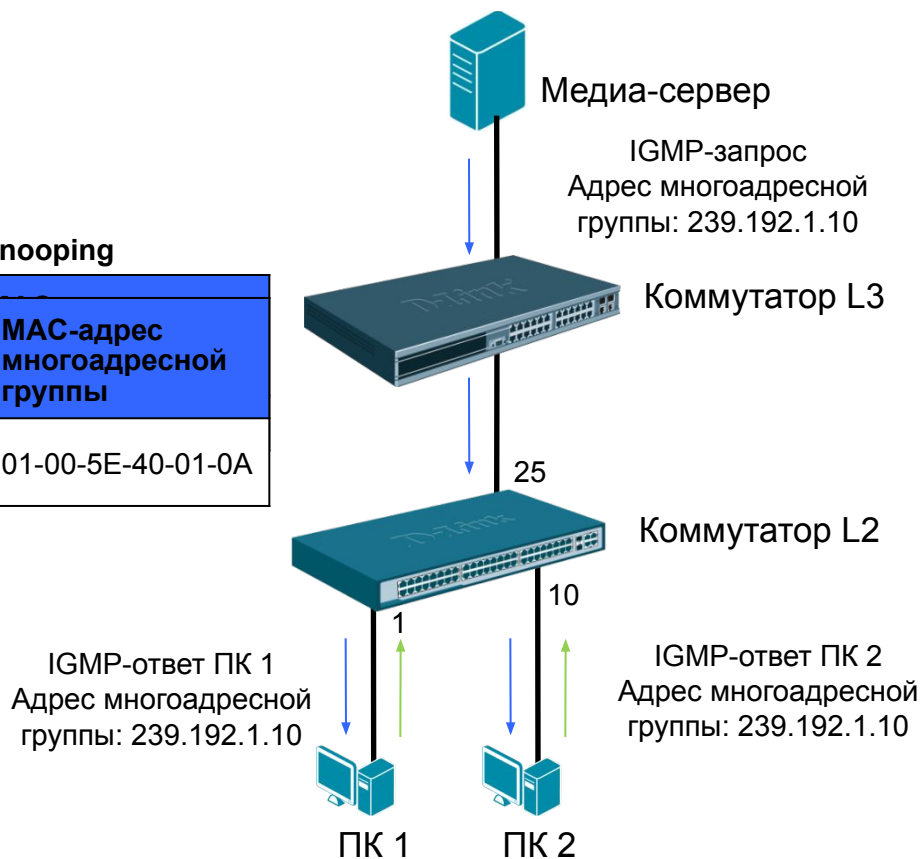 Медиа-сервер
IGMP-запрос
Адрес многоадресной
группы: 239.192.1.10
nooping
MAC-адрес
многоадресной
группы
01-00-5E-40-01-0A
Коммутатор L3
D-Link
25
Коммутатор L2
D-Link
10
1
IGMP-ответ ПК 1
Адрес многоадресной
группы: 239.192.1.10
IGMP-ответ ПК 2
Адрес многоадресной
группы: 239.192.1.10
ПК 1
ПК 2